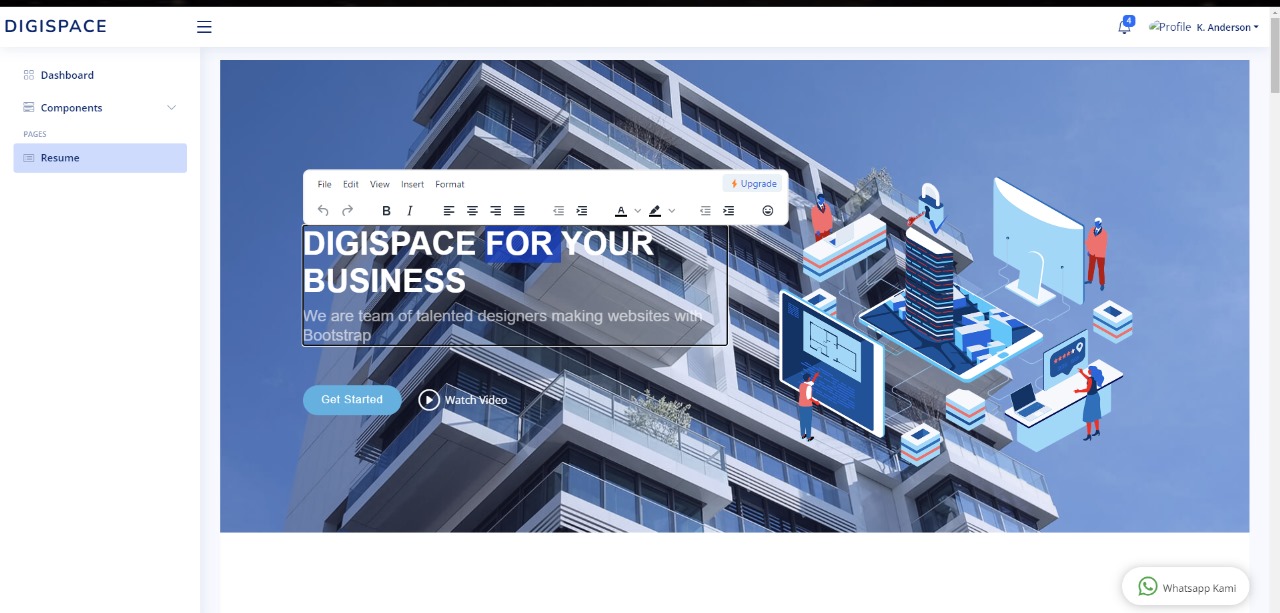 DIGISPACE
4
Profile K. Anderson
Dashboard
Components
PAGES
Resume
File Edit View Insert Format Upgrade
B I A
DIGISPACE FOR YOUR
BUSINESS
We are team of talented designers making websites with
Bootstrap
Get Started Watch Video
Whatsapp Kami